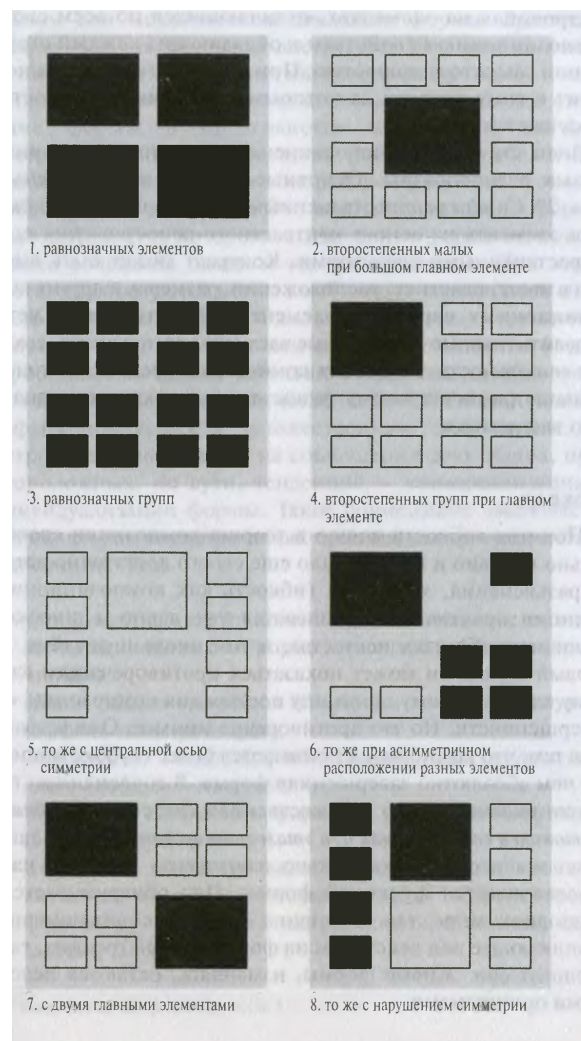 1. равнозначных элементов
2. второстепенных малых
при большом главном элементе
3. равнозначных групп
4. второстепенных групп при главном
элементе
5. то же с центральной осью
симметрии
6. то же при асимметричном
расположении разных элементов
7. с двумя главными элементами
8. то же с нарушением симметрии